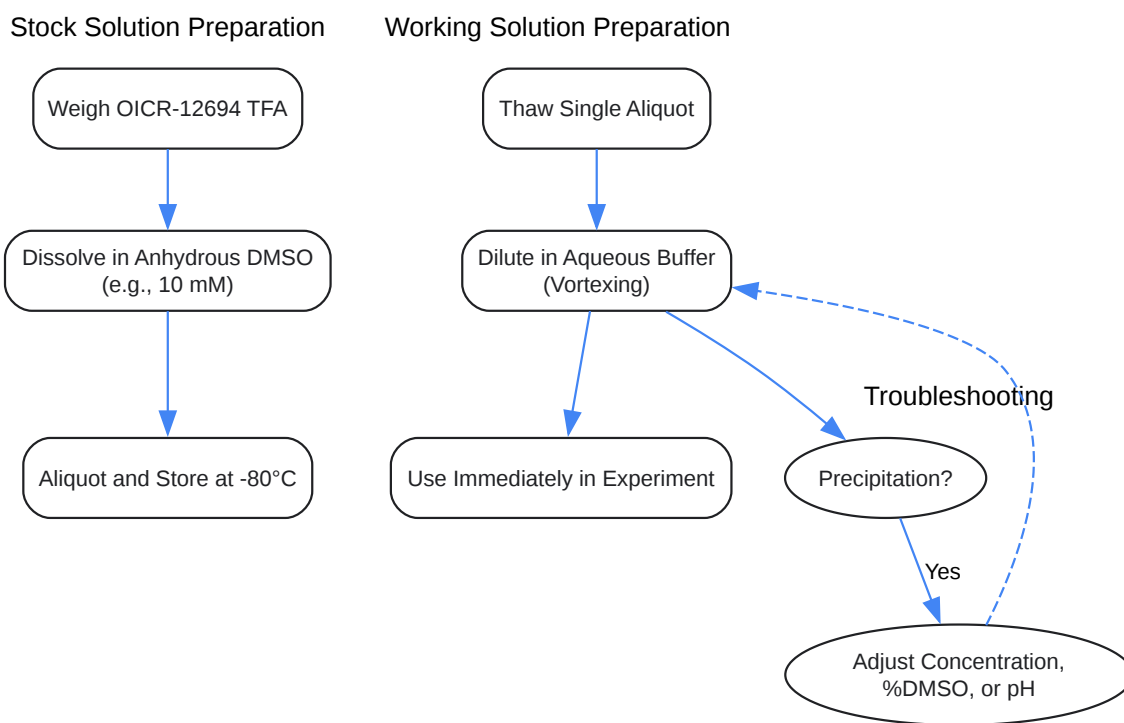 Stock Solution Preparation
Working Solution Preparation
Weigh OICR-12694 TFA
Thaw Single Aliquot
Dissolve in Anhydrous DMSO
(e.g., 10 mM)
Dilute in Aqueous Buffer
(Vortexing)
Troubleshooting
Aliquot and Store at -80°C
Use Immediately in Experiment
Precipitation?
Yes
Adjust Concentration,
%DMSO, or pH